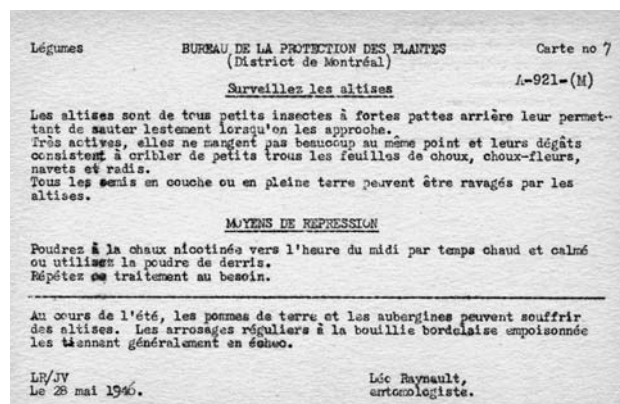 Légumes BUREAU DE LA PROTECTION DES PLANTES Carte no 7
(District de Montréal)
A-921-(M)
Surveillez les altises
Les altises sont de tous petits insectes à fortes pattes arrière leur permet-
tant de sauter lestement lorsqu'on les approche.
Très actives, elles ne mangent pas beaucoup au même point et leurs dégâts
consistent à cribler de petits trous les feuilles de choux, choux-fleurs,
navets et radis.
Tous les semis en couche ou en pleine terre peuvent être ravagés par les
altises.
MOYENS DE REPRESSION
Poudrez à la chaux nicotinée vers l'heure du midi par temps chaud et calme
ou utilisez la poudre de derris.
Répétez ce traitement au besoin.
Au cours de l'été, les pommes de terre et les aubergines peuvent souffrir
des altises. Les arrosages réguliers à la bouillie bordelaise empoisonnée
les tiennent généralement en échec.
LR/JV Léo Raynault,
Le 28 mai 1946. entomologiste.